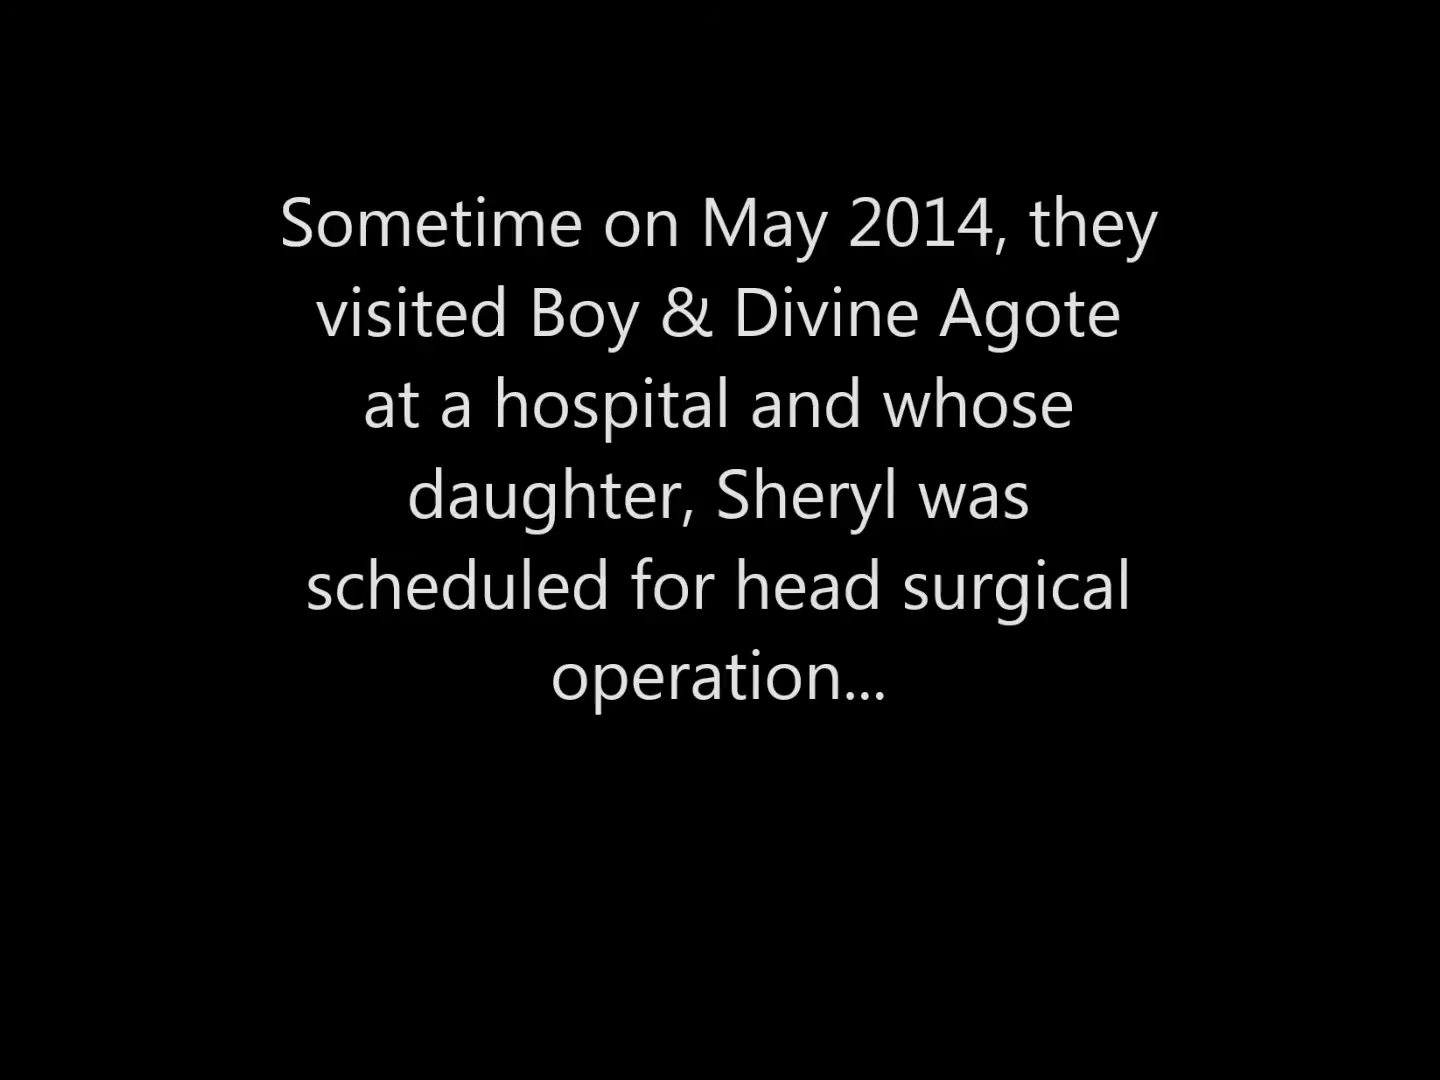 Sometime on May 2014, they
visited Boy & Divine Agote
at a hospital and whose
daughter, Sheryl was
scheduled for head surgical
operation...